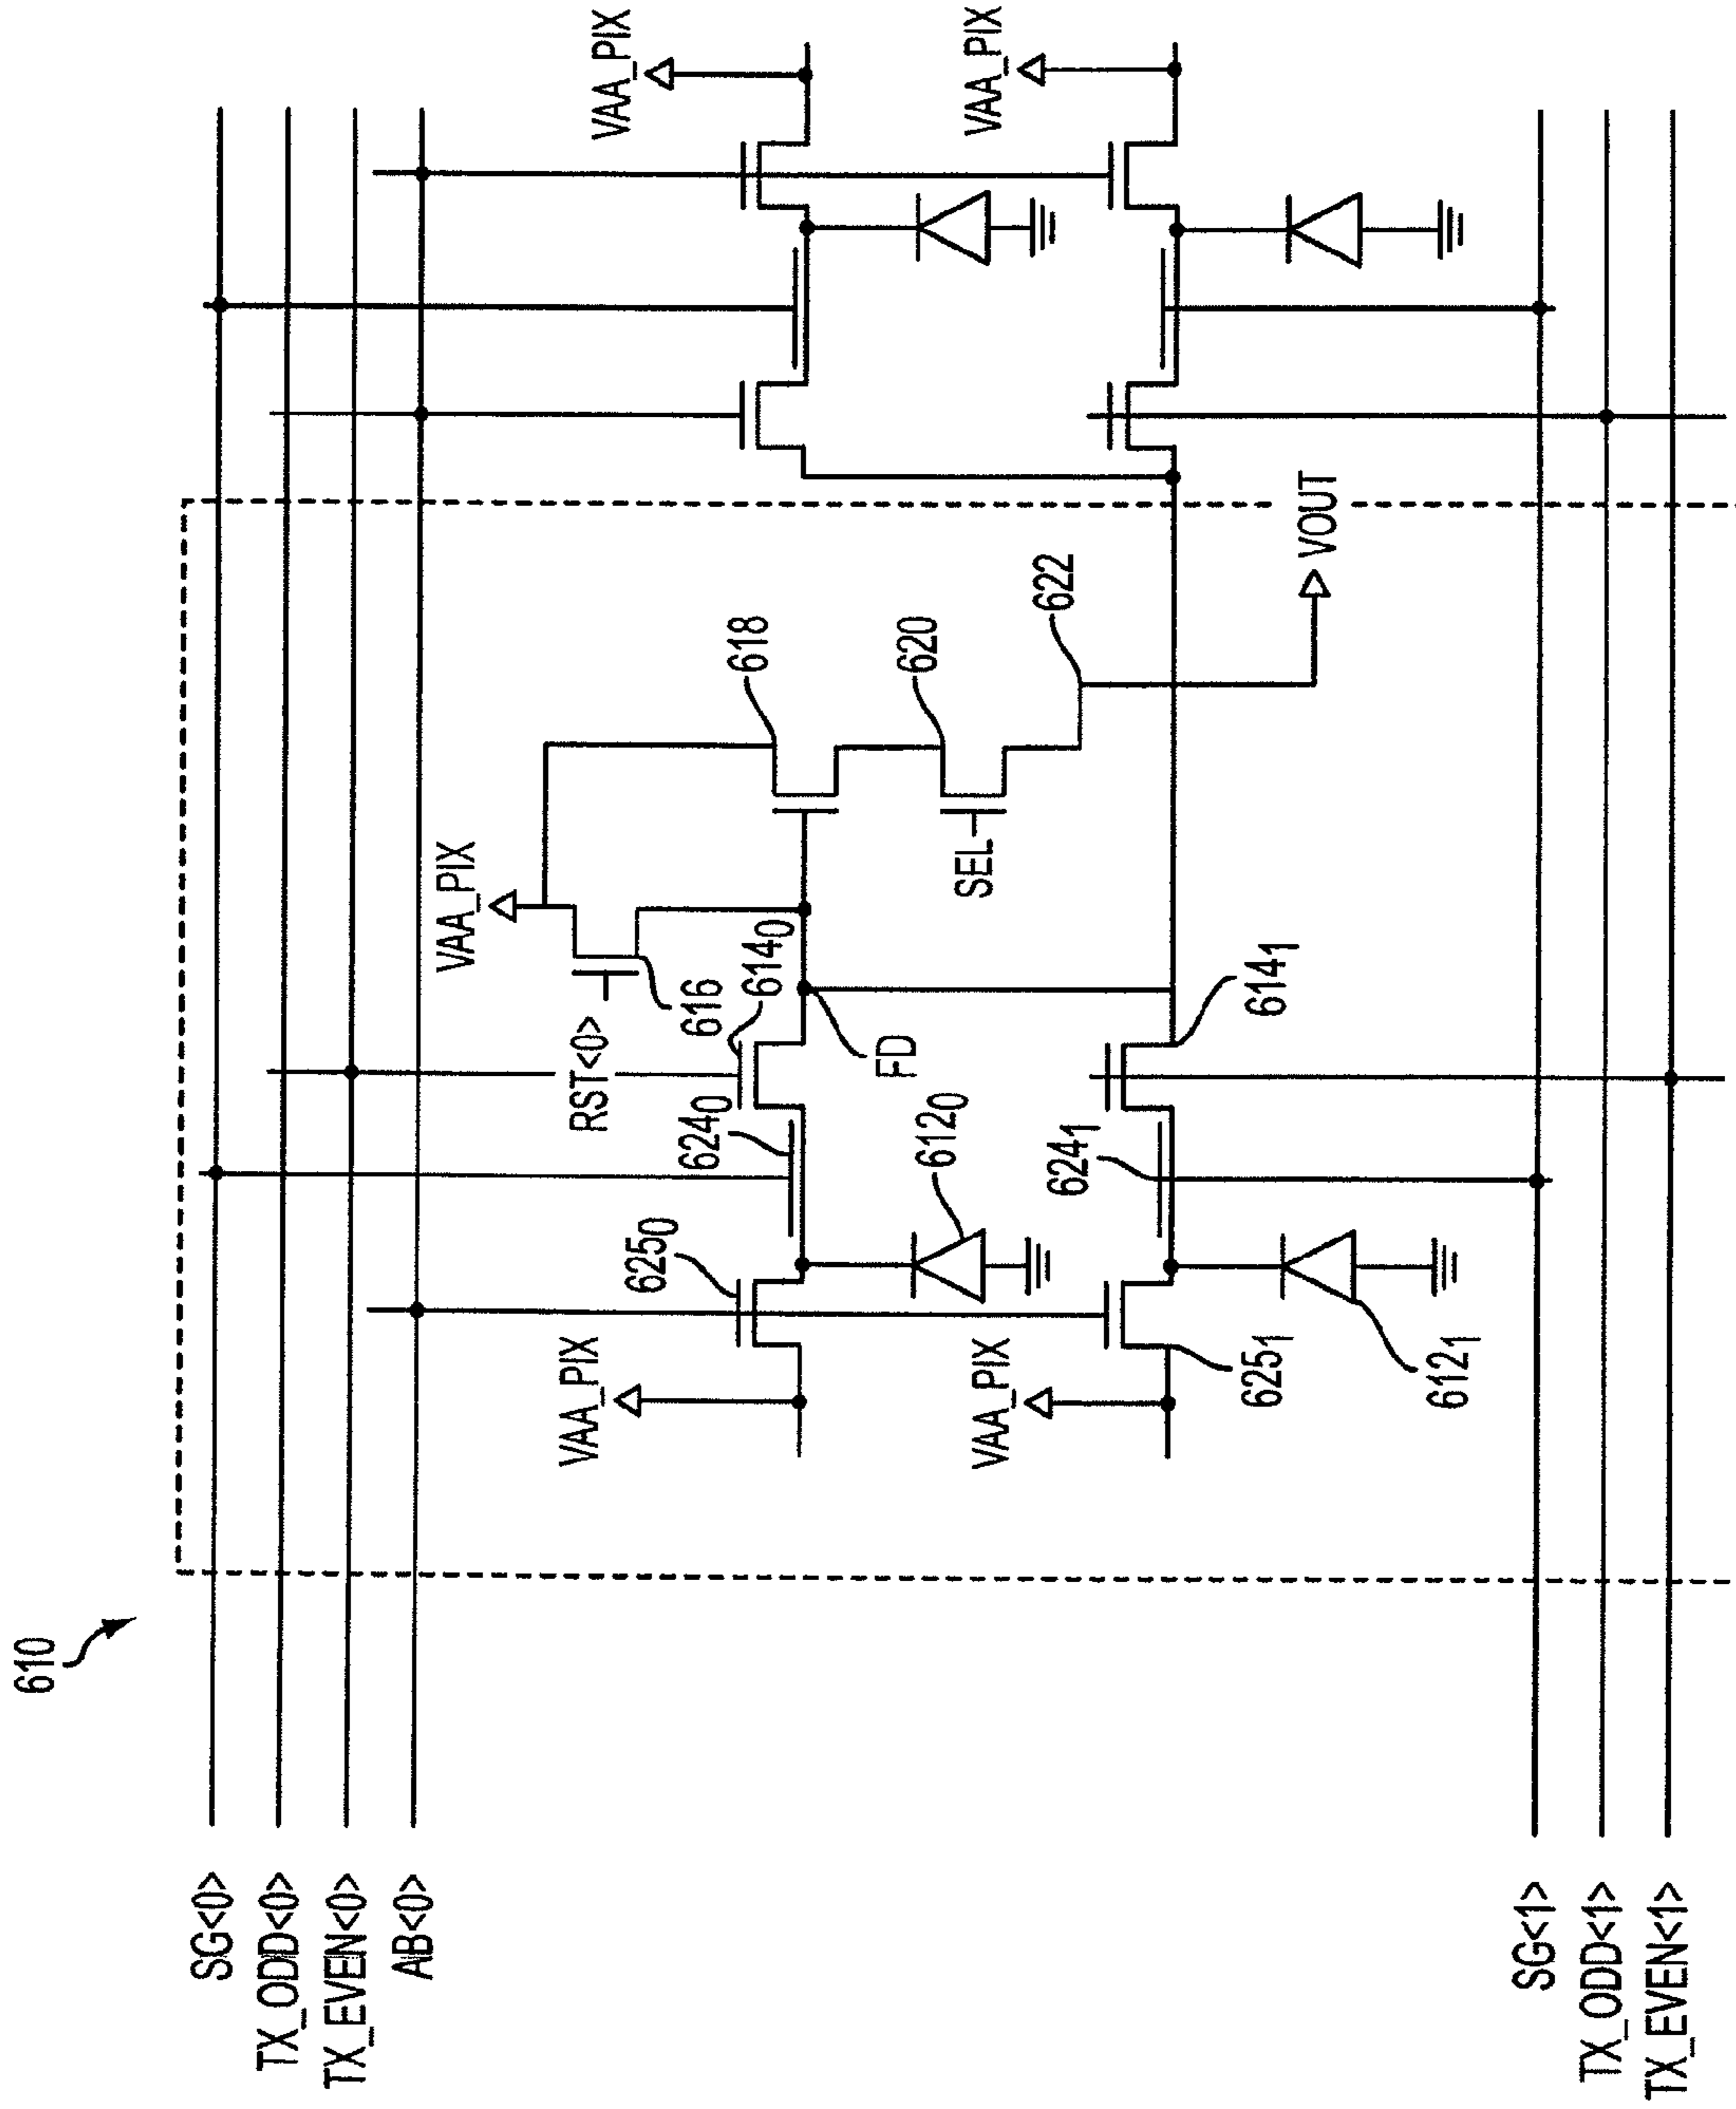 610
SG<0>
TX_ODD<0>
TX_EVEN<0>
AB<0>
VAA_PIX
VAA_PIX
VAA_PIX
VAA_PIX
VAA_PIX
RST<0>
616
618
620
SEL
622
VOUT
FD
614₀
624₀
625₀
612₀
614₁
624₁
625₁
612₁
SG<1>
TX_ODD<1>
TX_EVEN<1>